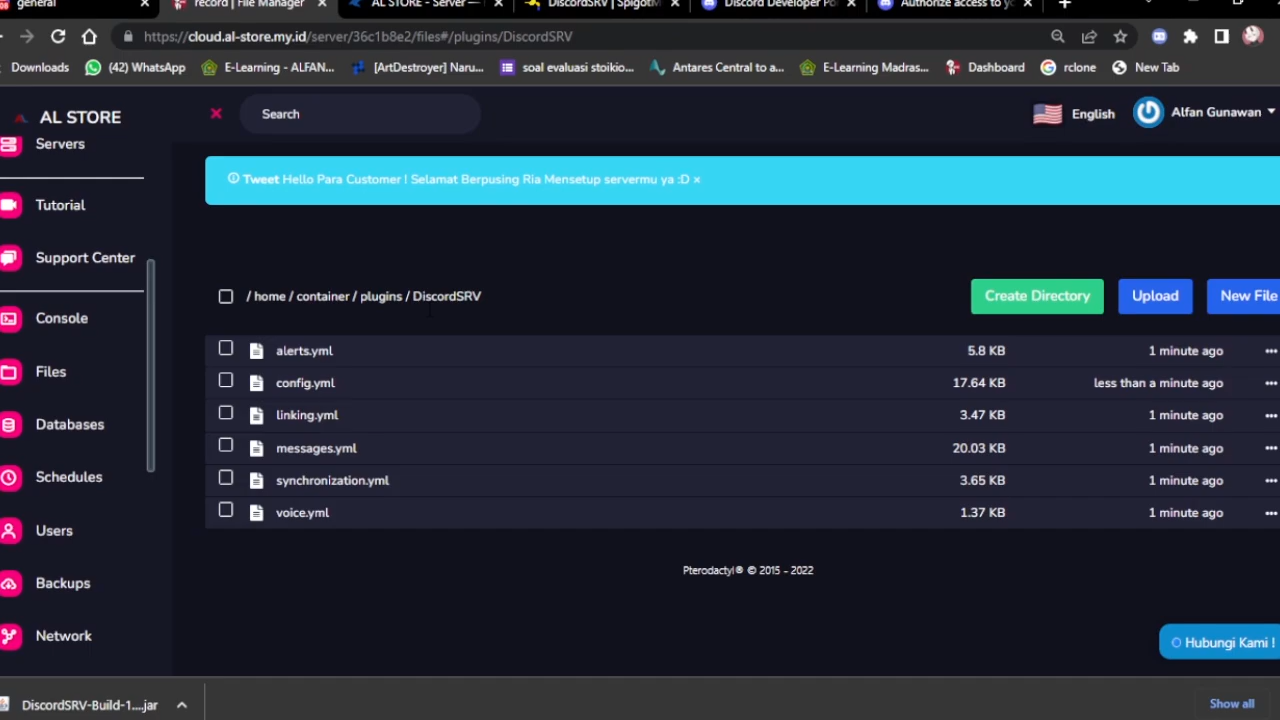 general
record | File Manager
AL STORE - Server —
DiscordSRV | SpigotM
Discord Developer Po
Authorize access to yo
https://cloud.al-store.my.id/server/36c1b8e2/files#/plugins/DiscordSRV
Downloads
(42) WhatsApp
E-Learning - ALFAN...
[ArtDestroyer] Naru...
soal evaluasi stoikio...
Antares Central to a...
E-Learning Madras...
Dashboard
rclone
New Tab
AL STORE
Search
English
Alfan Gunawan
Servers
Tweet Hello Para Customer ! Selamat Berpusing Ria Mensetup servermu ya :D ×
Tutorial
Support Center
/ home / container / plugins / DiscordSRV
Create Directory
Upload
New File
Console
alerts.yml 5.8 KB 1 minute ago
Files
config.yml 17.64 KB less than a minute ago
linking.yml 3.47 KB 1 minute ago
Databases
messages.yml 20.03 KB 1 minute ago
Schedules
synchronization.yml 3.65 KB 1 minute ago
voice.yml 1.37 KB 1 minute ago
Users
Pterodactyl® © 2015 - 2022
Backups
Network
Hubungi Kami !
DiscordSRV-Build-1....jar
Show all